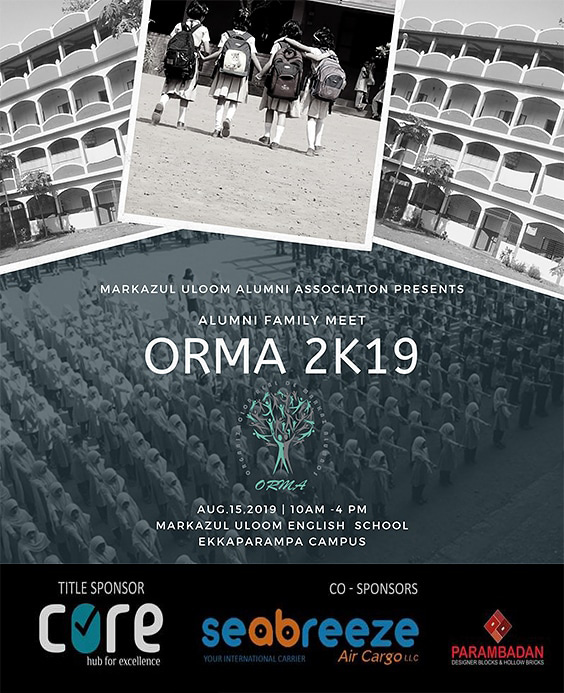 MARKAZUL ULOOM ALUMNI ASSOCIATION PRESENTS
ALUMNI FAMILY MEET
ORMA 2K19
ORMA
AUG.15,2019 | 10AM -4 PM
MARKAZUL ULOOM ENGLISH SCHOOL
EKKAPARAMPA CAMPUS
TITLE SPONSOR
core
hub for excellence
CO - SPONSORS
seabreeze
YOUR INTERNATIONAL CARRIER
Air Cargo LLC
PARAMBADAN
DESIGNER BLOCKS & HOLLOW BRICKS